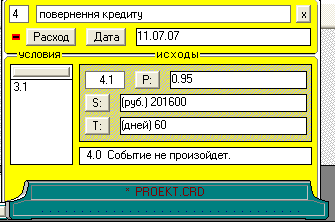 4 повернення кредиту x
Расход Дата 11.07.07
условия исходы
3.1
4.1 P: 0.95
S: (руб.) 201600
T: (дней) 60
4.0 Событие не произойдет.
* PROEKT.CRD